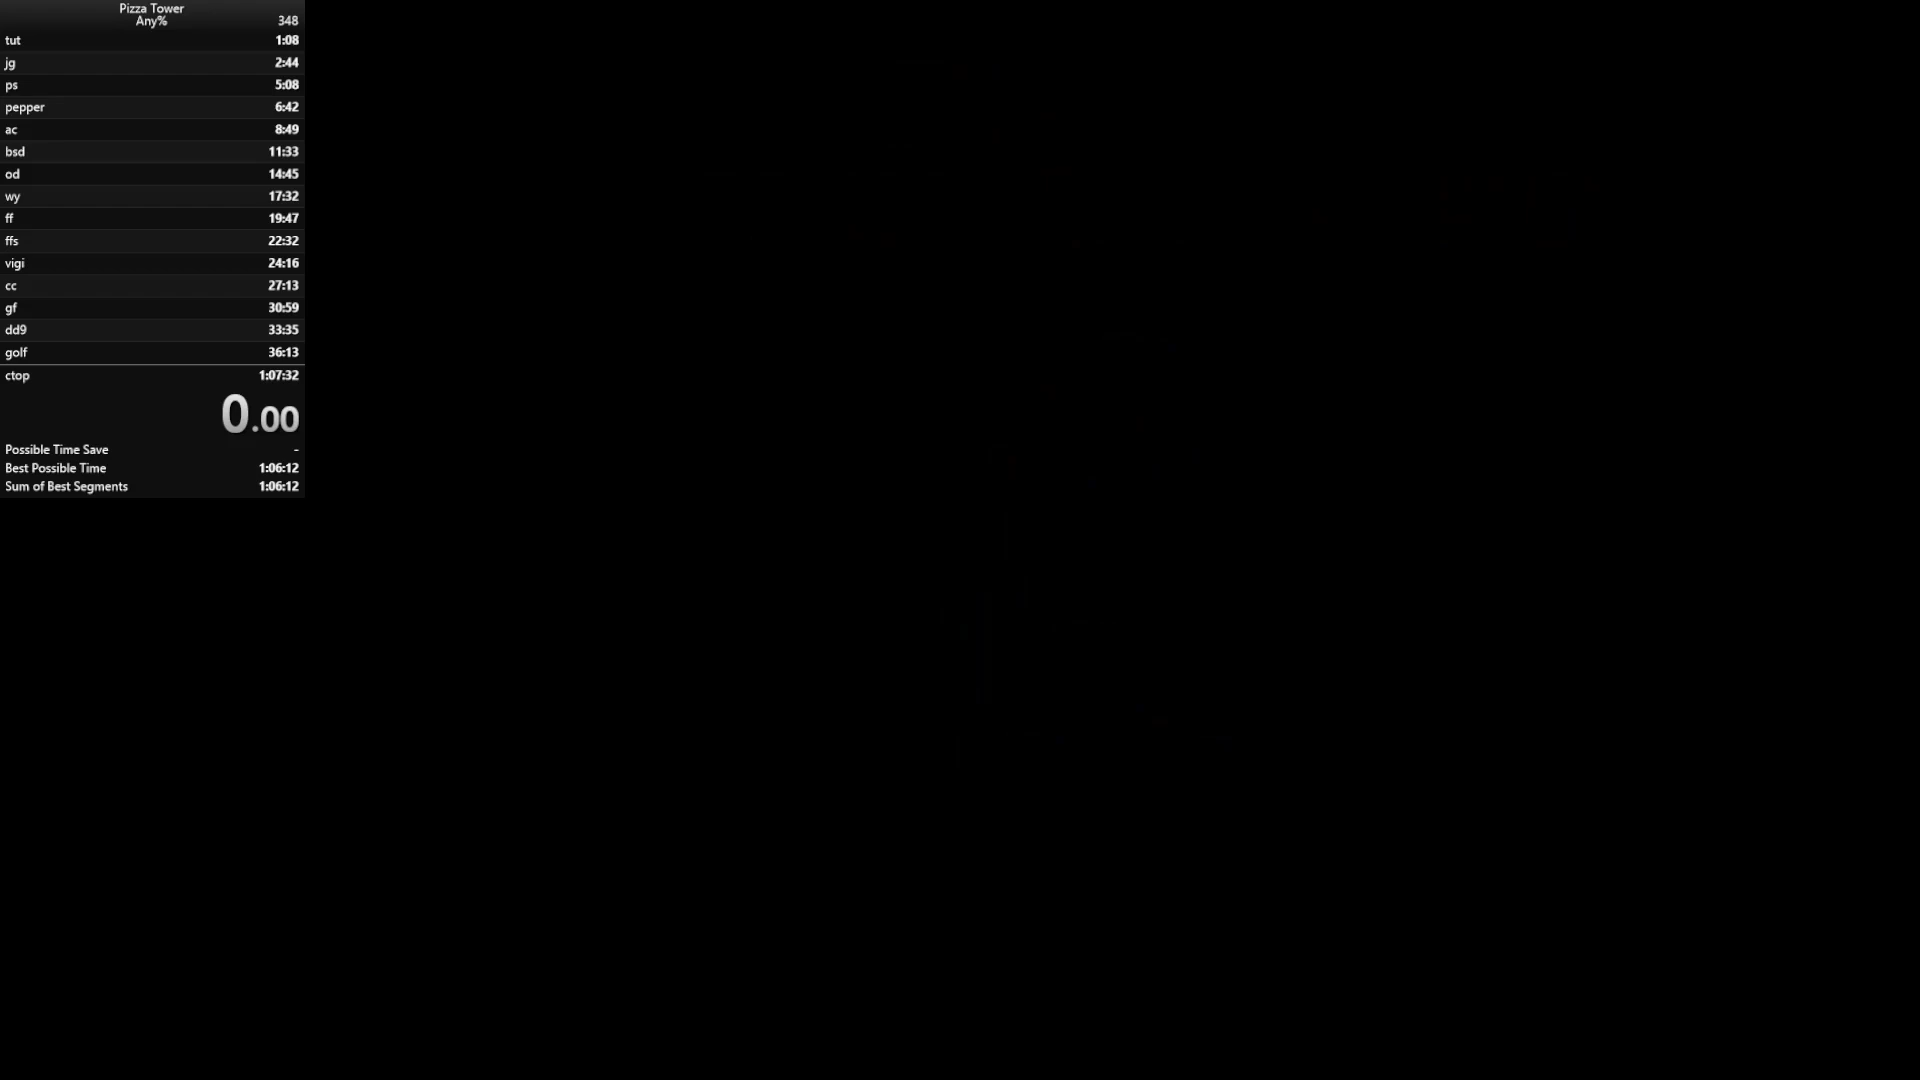 Pizza Tower
Any% 348
tut 1:08
jg 2:44
ps 5:08
pepper 6:42
ac 8:49
bsd 11:33
od 14:45
wy 17:32
ff 19:47
ffs 22:32
vigi 24:16
cc 27:13
gf 30:59
dd9 33:35
golf 36:13
ctop 1:07:32
0.00
Possible Time Save -
Best Possible Time 1:06:12
Sum of Best Segments 1:06:12